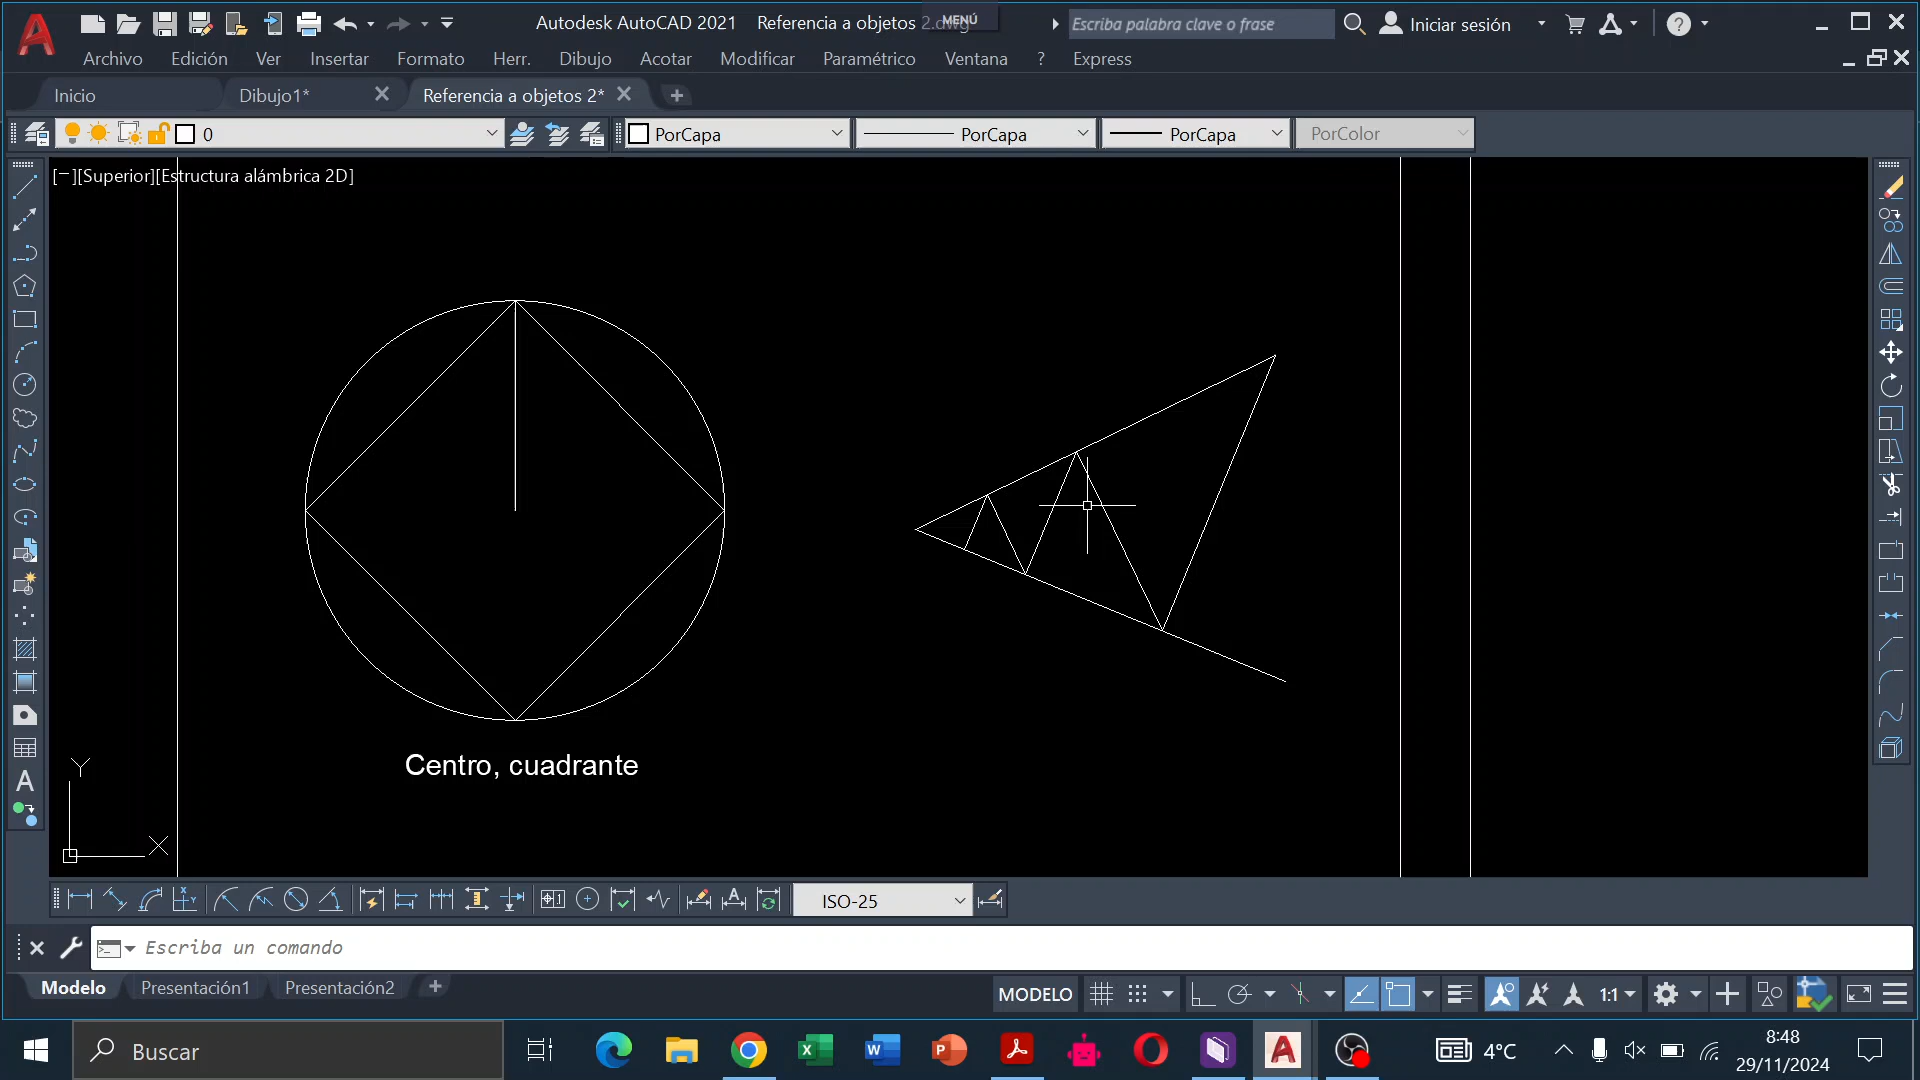 Autodesk AutoCAD 2021 Referencia a objetos 2.dwg
MENÚ
Escriba palabra clave o frase
Iniciar sesión
Archivo Edición Ver Insertar Formato Herr. Dibujo Acotar Modificar Paramétrico Ventana ? Express
Inicio Dibujo1* Referencia a objetos 2*
0 PorCapa PorCapa PorCapa PorColor
[−][Superior][Estructura alámbrica 2D]
Centro, cuadrante
Y
X
ISO-25
Escriba un comando
Modelo Presentación1 Presentación2
MODELO 1:1
Buscar
4°C
8:48
29/11/2024